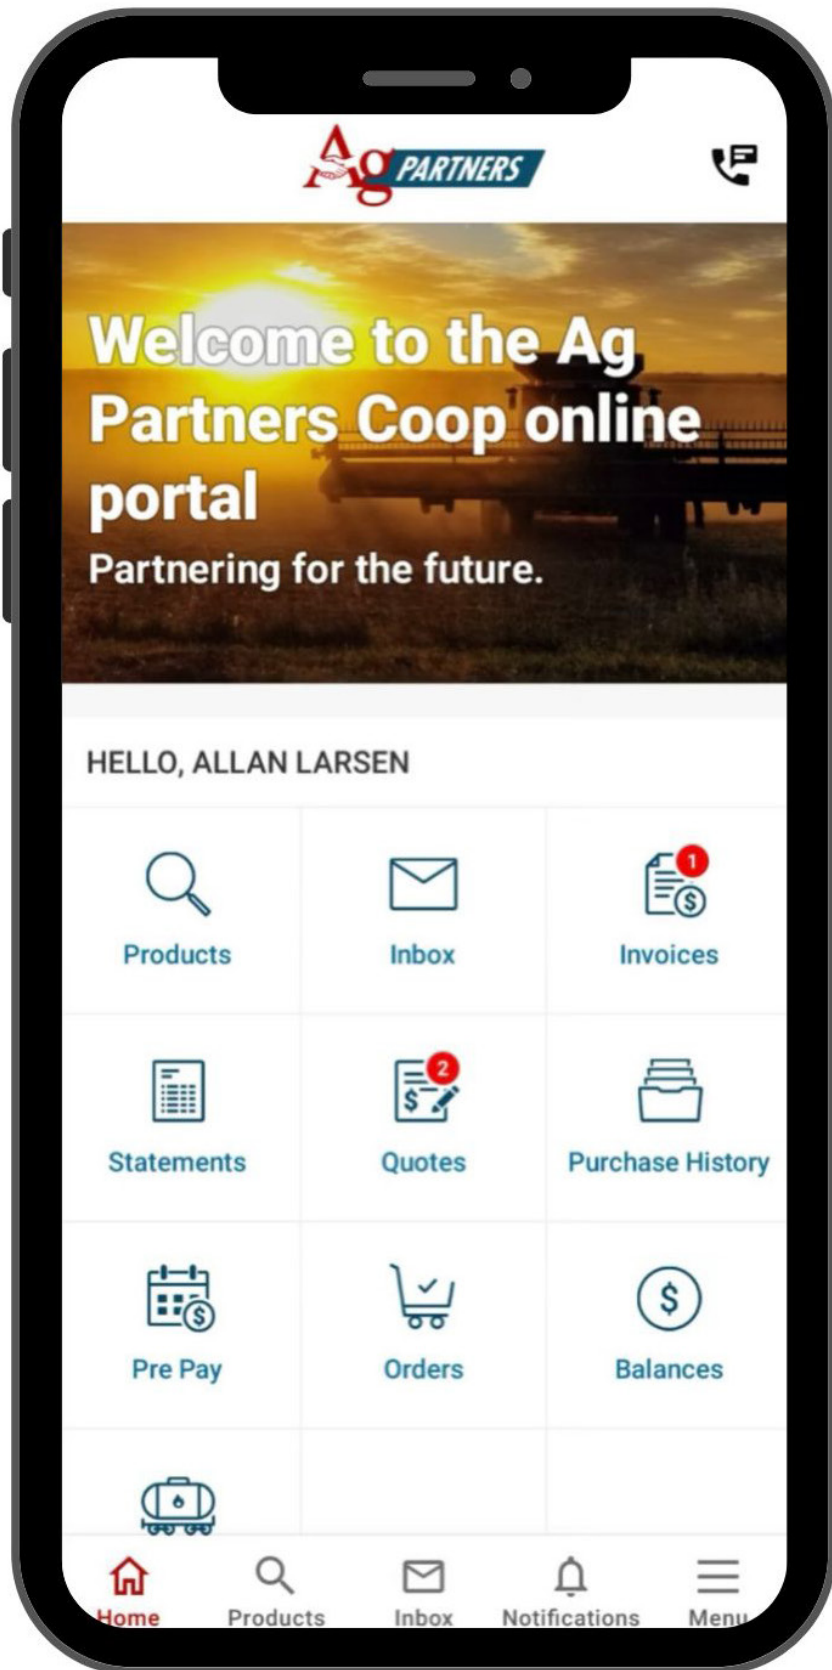 Ag PARTNERS
Welcome to the Ag
Partners Coop online
portal
Partnering for the future.
HELLO, ALLAN LARSEN
Products Inbox 1 Invoices
Statements 2 Quotes Purchase History
Pre Pay Orders Balances
Home Products Inbox Notifications Menu